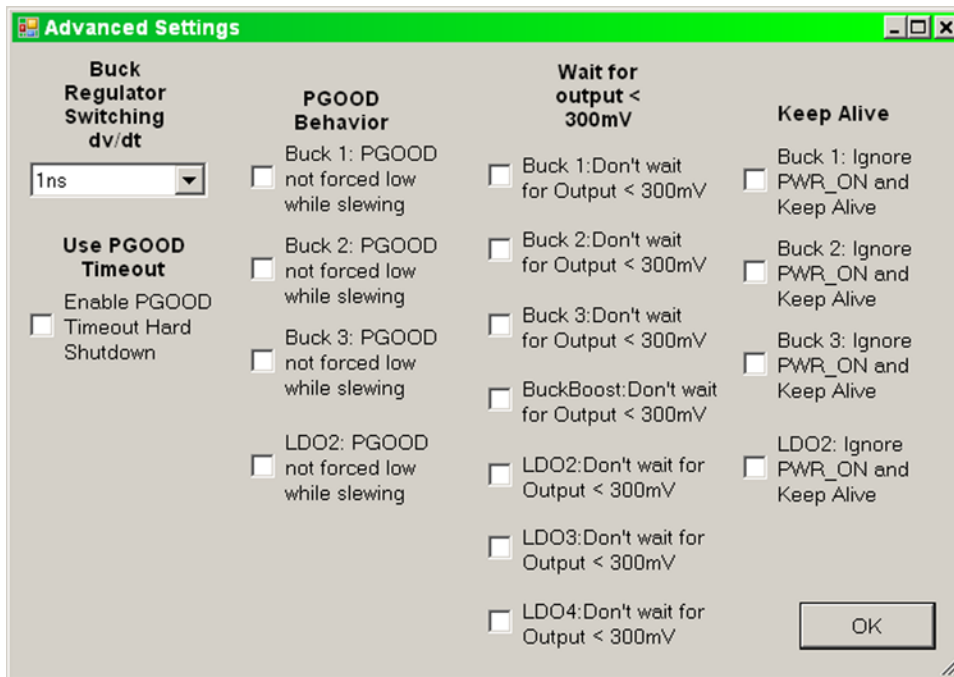 Advanced Settings
Buck
Regulator
Switching
dv/dt
1ns
Use PGOOD
Timeout
Enable PGOOD
Timeout Hard
Shutdown
PGOOD
Behavior
Buck 1: PGOOD
not forced low
while slewing
Buck 2: PGOOD
not forced low
while slewing
Buck 3: PGOOD
not forced low
while slewing
LDO2: PGOOD
not forced low
while slewing
Wait for
output <
300mV
Buck 1:Don't wait
for Output < 300mV
Buck 2:Don't wait
for Output < 300mV
Buck 3:Don't wait
for Output < 300mV
BuckBoost:Don't wait
for Output < 300mV
LDO2:Don't wait for
Output < 300mV
LDO3:Don't wait for
Output < 300mV
LDO4:Don't wait for
Output < 300mV
Keep Alive
Buck 1: Ignore
PWR_ON and
Keep Alive
Buck 2: Ignore
PWR_ON and
Keep Alive
Buck 3: Ignore
PWR_ON and
Keep Alive
LDO2: Ignore
PWR_ON and
Keep Alive
OK